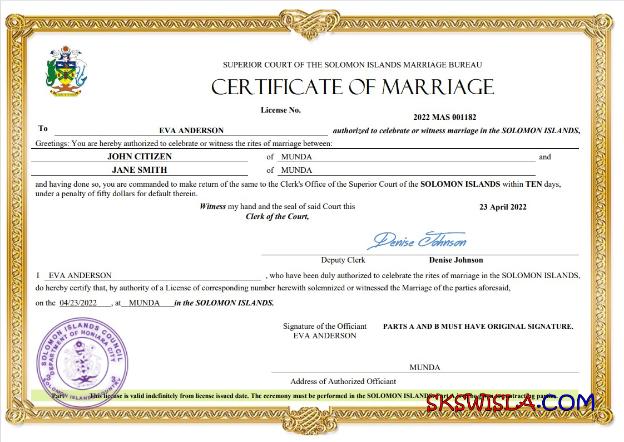 SUPERIOR COURT OF THE SOLOMON ISLANDS MARRIAGE BUREAU
CERTIFICATE OF MARRIAGE
License No.
2022 MAS 001182
To EVA ANDERSON authorized to celebrate or witness marriage in the SOLOMON ISLANDS,
Greetings: You are hereby authorized to celebrate or witness the rites of marriage between:
JOHN CITIZEN of MUNDA and
JANE SMITH of MUNDA
and having done so, you are commanded to make return of the same to the Clerk's Office of the Superior Court of the SOLOMON ISLANDS within TEN days,
under a penalty of fifty dollars for default therein.
Witness my hand and the seal of said Court this 23 April 2022
Clerk of the Court,
Denise Johnson
Deputy Clerk Denise Johnson
I EVA ANDERSON , who have been duly authorized to celebrate the rites of marriage in the SOLOMON ISLANDS,
do hereby certify that, by authority of a License of corresponding number herewith solemnized or witnessed the Marriage of the parties aforesaid,
on the 04/23/2022 , at MUNDA in the SOLOMON ISLANDS.
Signature of the Officiant PARTS A AND B MUST HAVE ORIGINAL SIGNATURE.
EVA ANDERSON
SOLOMON ISLANDS COUNCIL
DEPARTMENT OF HONIARA CITY
SOLOMON ISLANDS
MUNDA
Address of Authorized Officiant
This license is valid indefinitely from license issued date. The ceremony must be performed in the SOLOMON ISLANDS
contracting parties.
SKSWISLA.COM